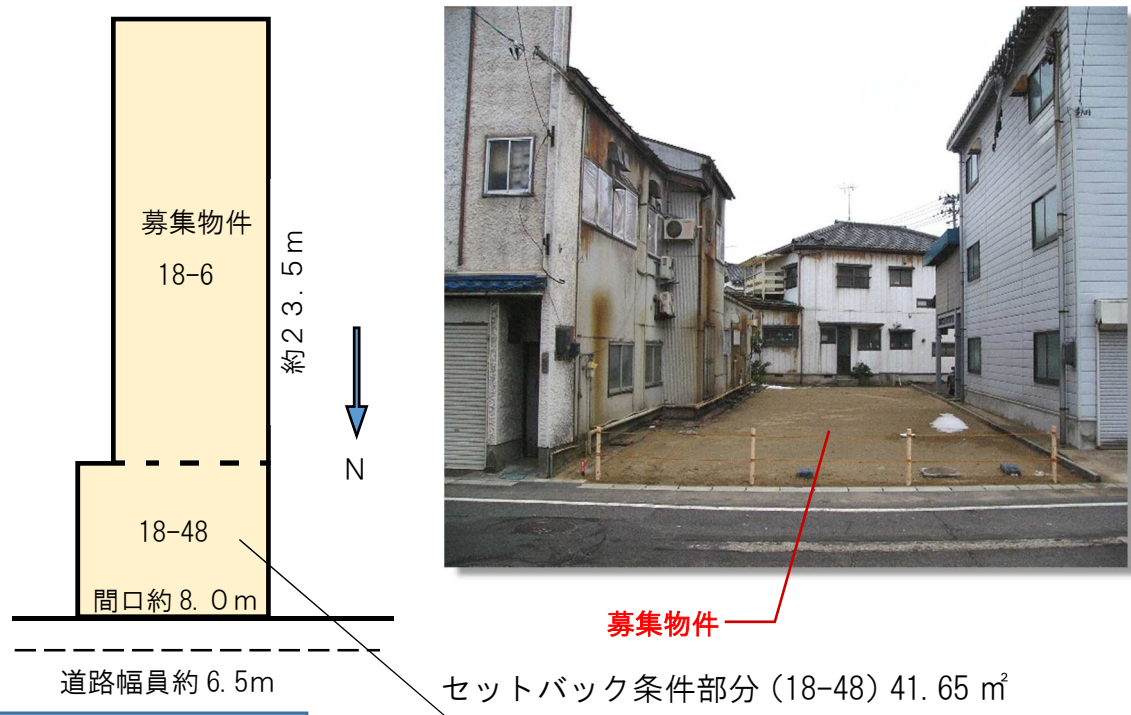 募集物件
18-6
約23.5m
N
18-48
間口約8.0m
道路幅員約6.5m
募集物件
セットバック条件部分(18-48)41.65㎡